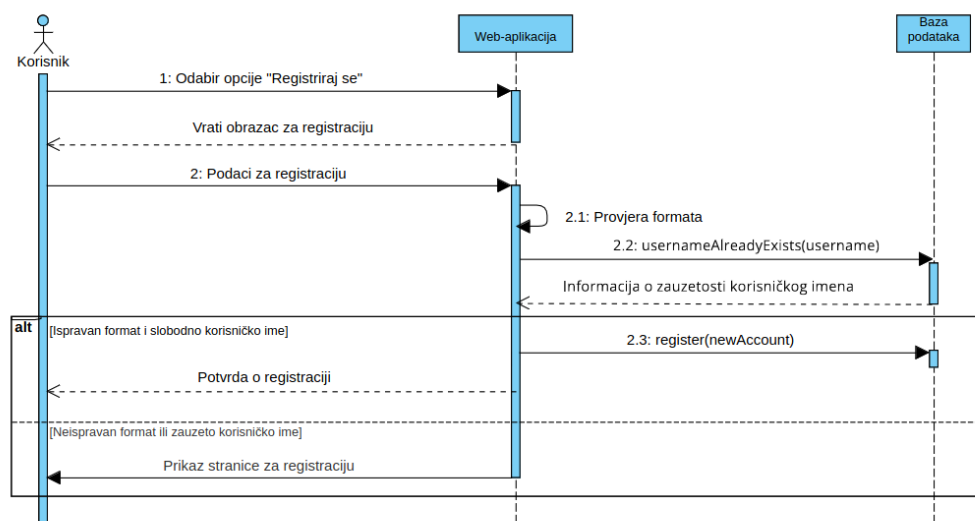 Korisnik
Web-aplikacija
Baza
podataka
1: Odabir opcije "Registriraj se"
Vrati obrazac za registraciju
2: Podaci za registraciju
2.1: Provjera formata
2.2: usernameAlreadyExists(username)
Informacija o zauzetosti korisničkog imena
alt
[Ispravan format i slobodno korisničko ime]
2.3: register(newAccount)
Potvrda o registraciji
[Neispravan format ili zauzeto korisničko ime]
Prikaz stranice za registraciju